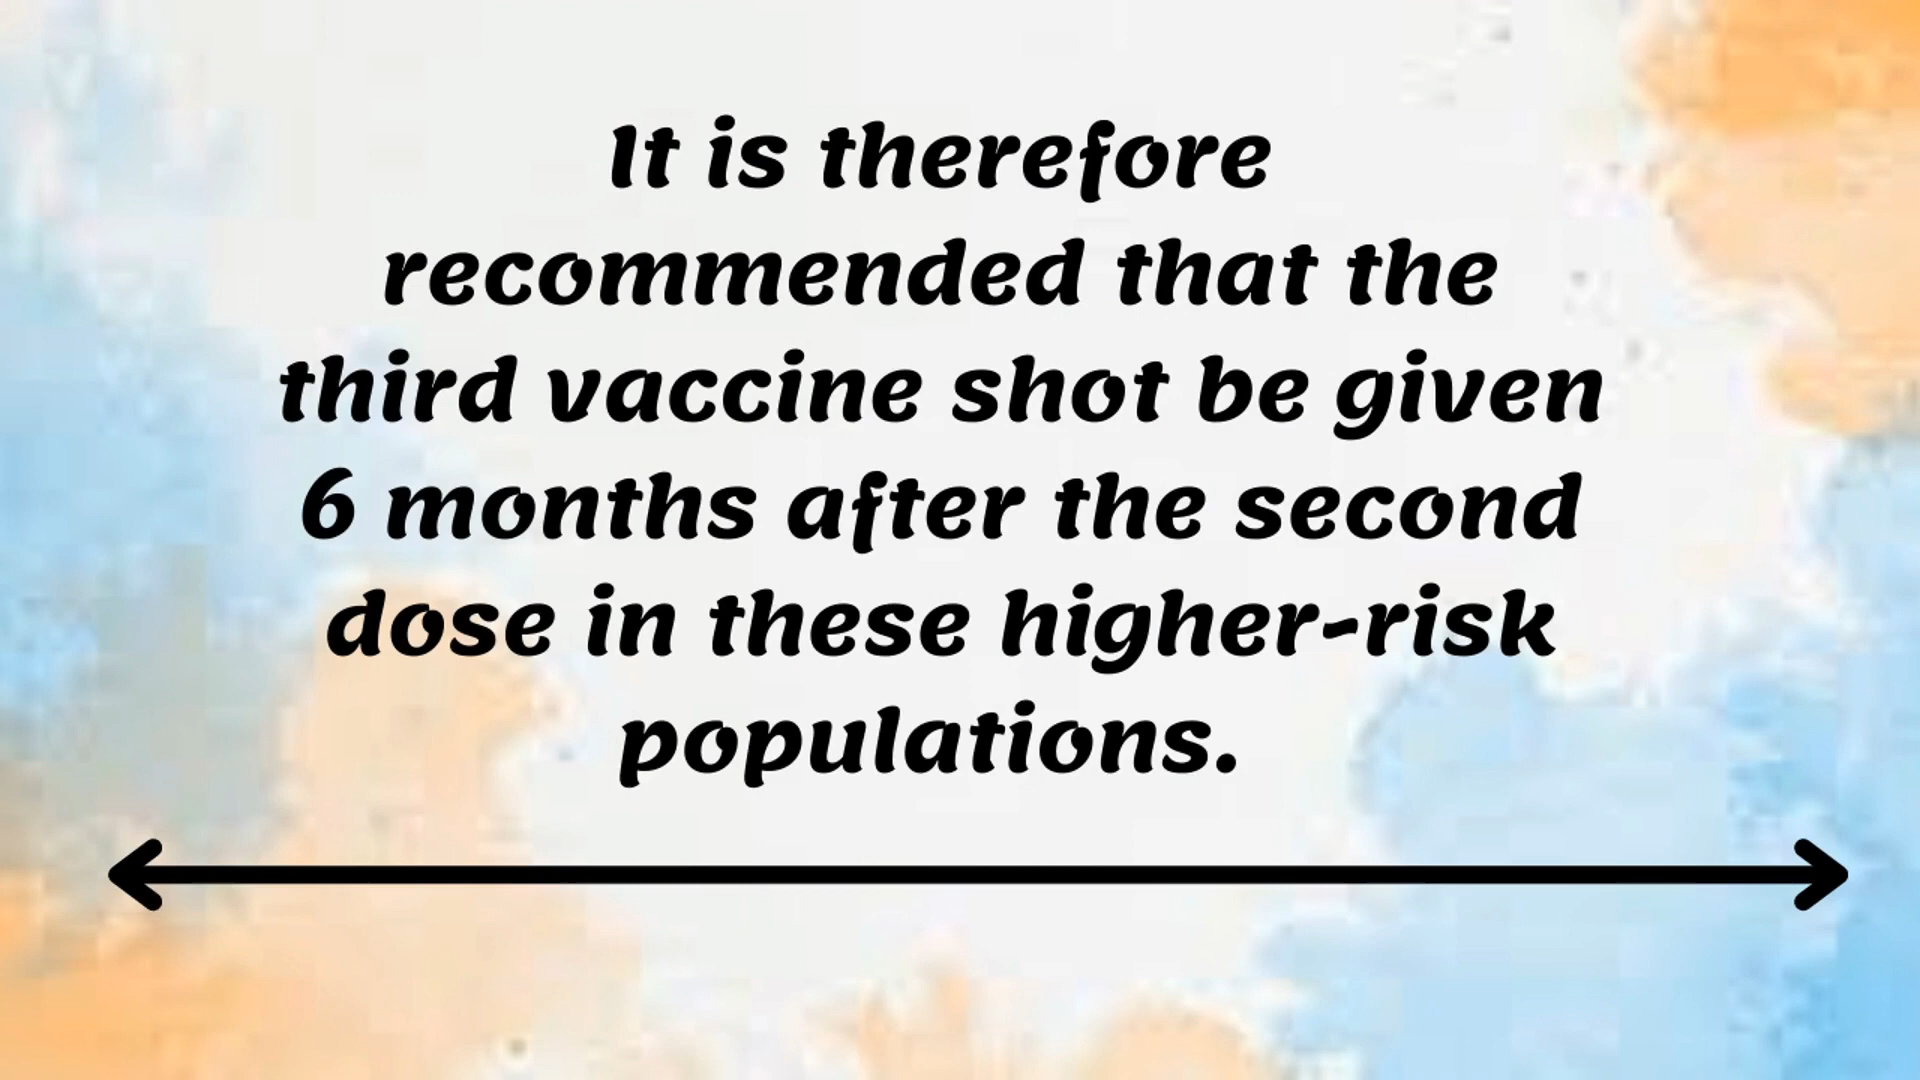 It is therefore
recommended that the
third vaccine shot be given
6 months after the second
dose in these higher-risk
populations.